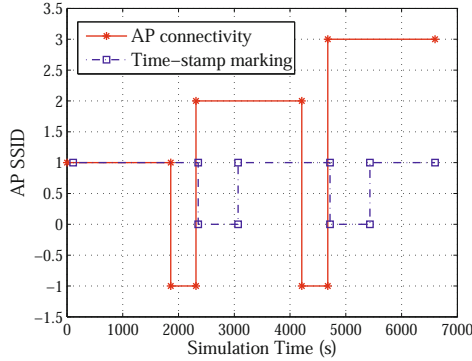 3.5
3
2.5
2
1.5
1
0.5
0
-0.5
-1
-1.5
AP SSID
AP connectivity
Time-stamp marking
0 1000 2000 3000 4000 5000 6000 7000
Simulation Time (s)